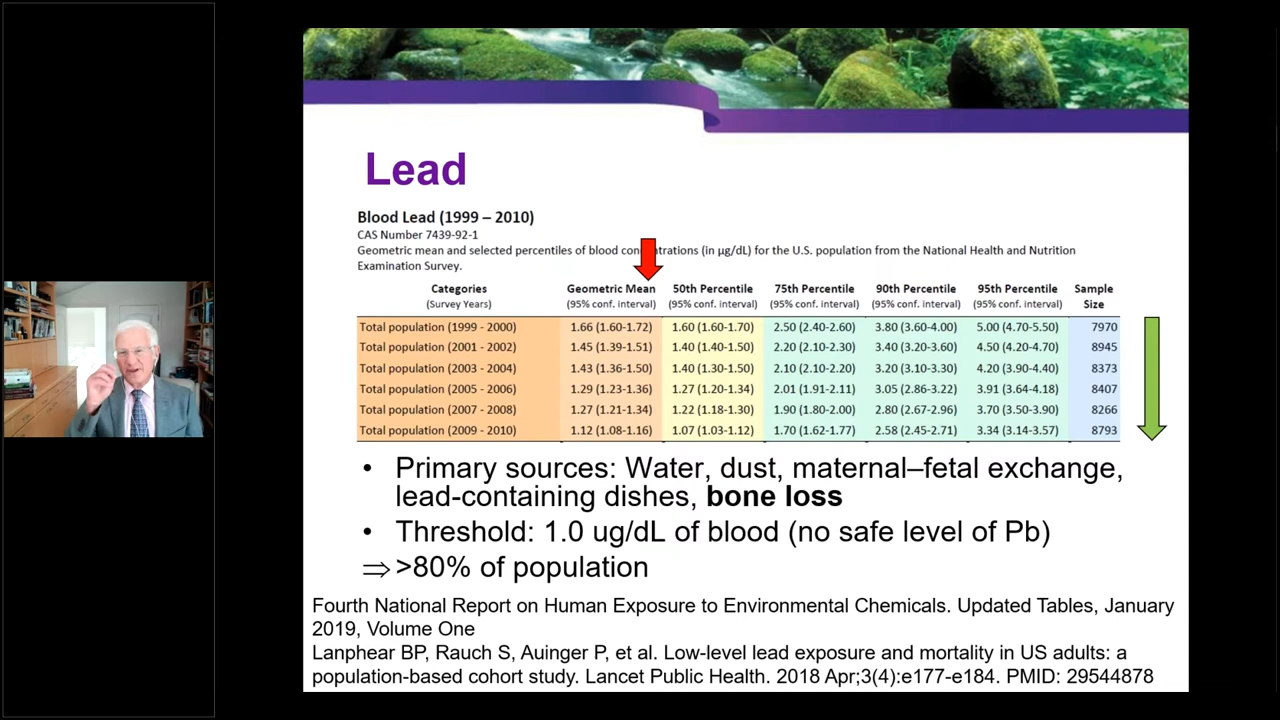 Lead
Blood Lead (1999 – 2010)
CAS Number 7439-92-1
Geometric mean and selected percentiles of blood trations (in µg/dL) for the U.S. population from the National Health and Nutrition
Examination Survey.
Categories Geometric Mean 50th Percentile 75th Percentile 90th Percentile 95th Percentile Sample
(Survey Years) (95% conf. interval) (95% conf. interval) (95% conf. interval) (95% conf. interval) (95% conf. interval) Size
Total population (1999 - 2000) 1.66 (1.60-1.72) 1.60 (1.60-1.70) 2.50 (2.40-2.60) 3.80 (3.60-4.00) 5.00 (4.70-5.50) 7970
Total population (2001 - 2002) 1.45 (1.39-1.51) 1.40 (1.40-1.50) 2.20 (2.10-2.30) 3.40 (3.20-3.60) 4.50 (4.20-4.70) 8945
Total population (2003 - 2004) 1.43 (1.36-1.50) 1.40 (1.30-1.50) 2.10 (2.10-2.20) 3.20 (3.10-3.30) 4.20 (3.90-4.40) 8373
Total population (2005 - 2006) 1.29 (1.23-1.36) 1.27 (1.20-1.34) 2.01 (1.91-2.11) 3.05 (2.86-3.22) 3.91 (3.64-4.18) 8407
Total population (2007 - 2008) 1.27 (1.21-1.34) 1.22 (1.18-1.30) 1.90 (1.80-2.00) 2.80 (2.67-2.96) 3.70 (3.50-3.90) 8266
Total population (2009 - 2010) 1.12 (1.08-1.16) 1.07 (1.03-1.12) 1.70 (1.62-1.77) 2.58 (2.45-2.71) 3.34 (3.14-3.57) 8793
• Primary sources: Water, dust, maternal–fetal exchange,
lead-containing dishes, bone loss
• Threshold: 1.0 ug/dL of blood (no safe level of Pb)
⇒ >80% of population
Fourth National Report on Human Exposure to Environmental Chemicals. Updated Tables, January
2019, Volume One
Lanphear BP, Rauch S, Auinger P, et al. Low-level lead exposure and mortality in US adults: a
population-based cohort study. Lancet Public Health. 2018 Apr;3(4):e177-e184. PMID: 29544878